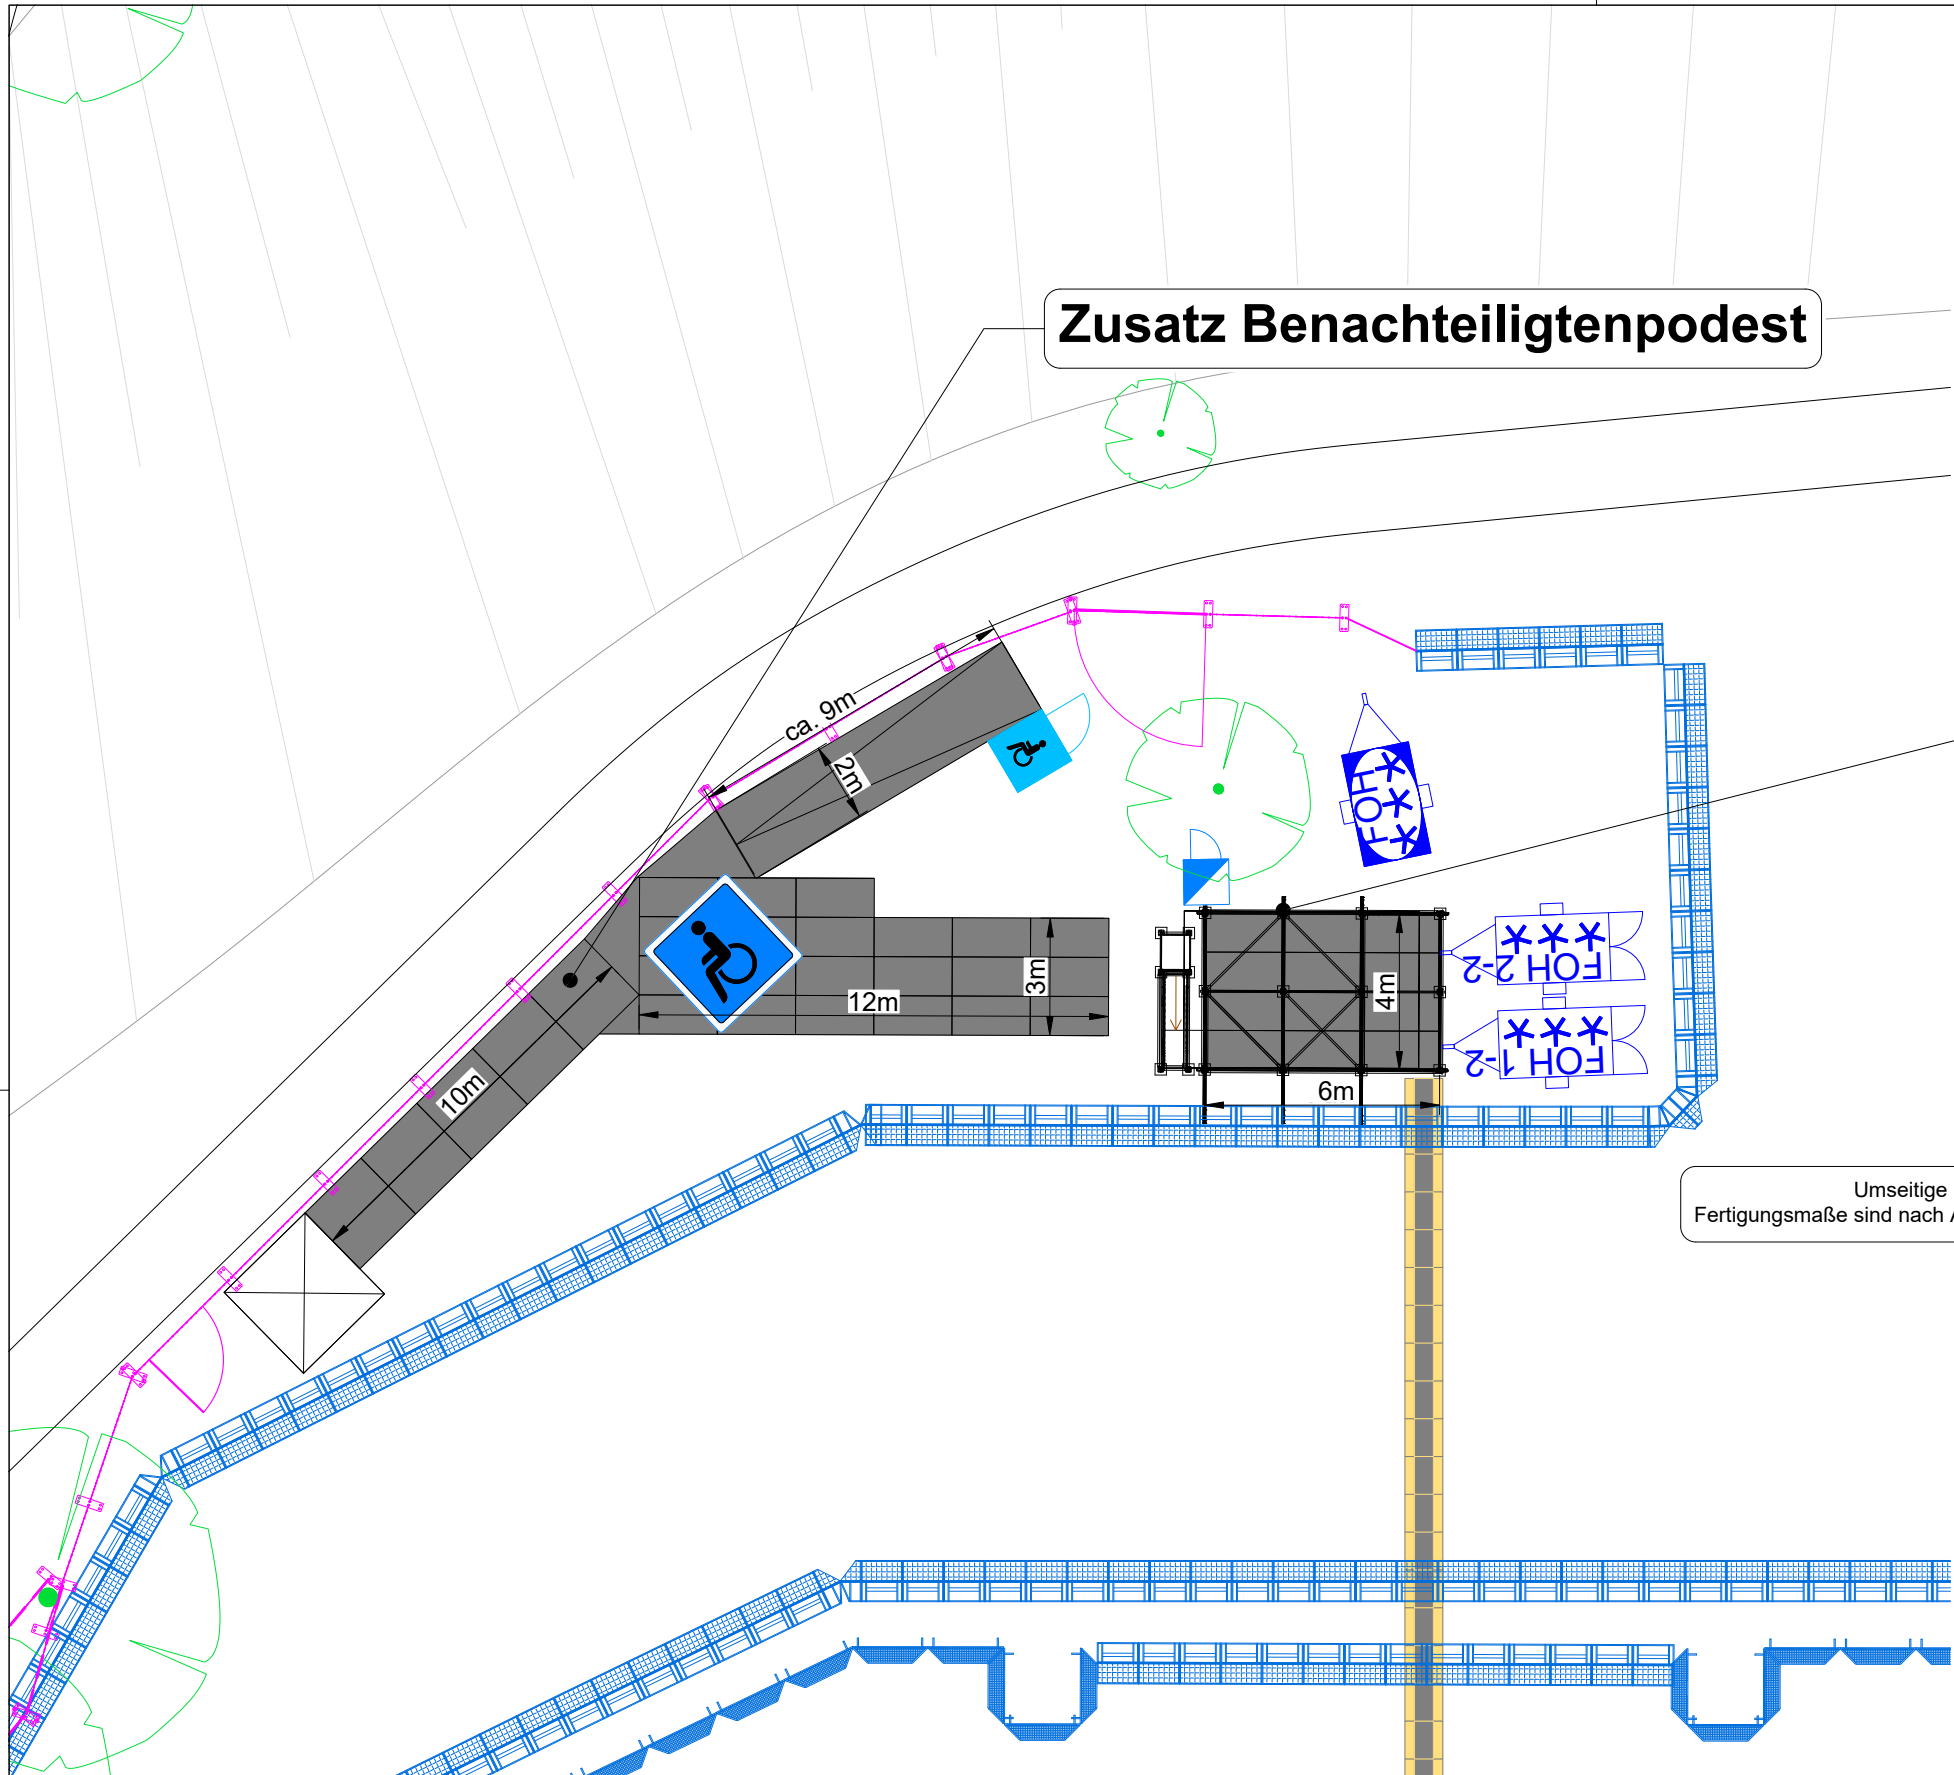 Zusatz Benachteiligtenpodest
ca. 9m
2m
FOH
3m
12m
4m
FOH 2-2
FOH 1-2
6m
10m
Umseitige
Fertigungsmaße sind nach